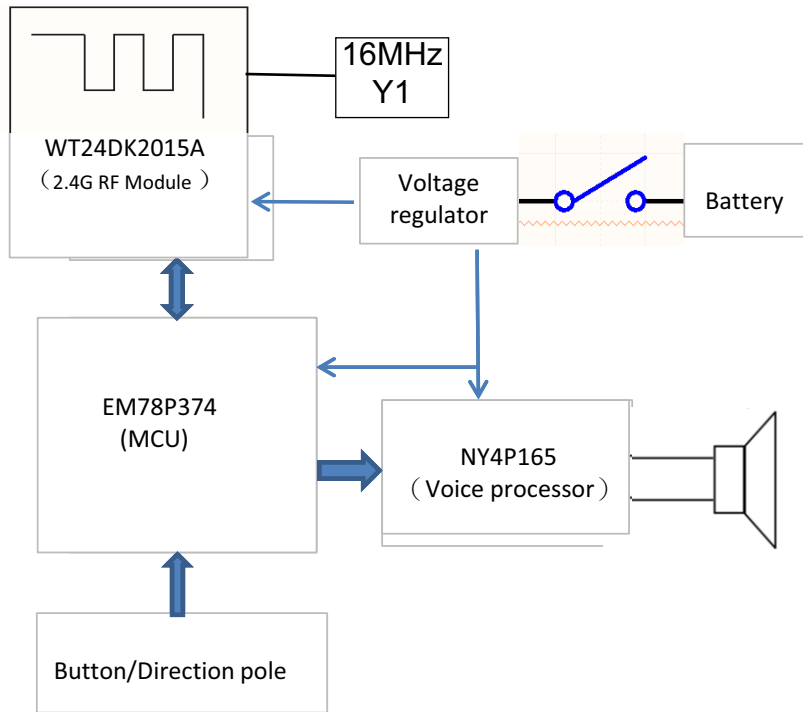 16MHz
Y1
WT24DK2015A
（2.4G RF Module ）
Voltage
regulator
Battery
EM78P374
(MCU)
NY4P165
（Voice processor）
Button/Direction pole